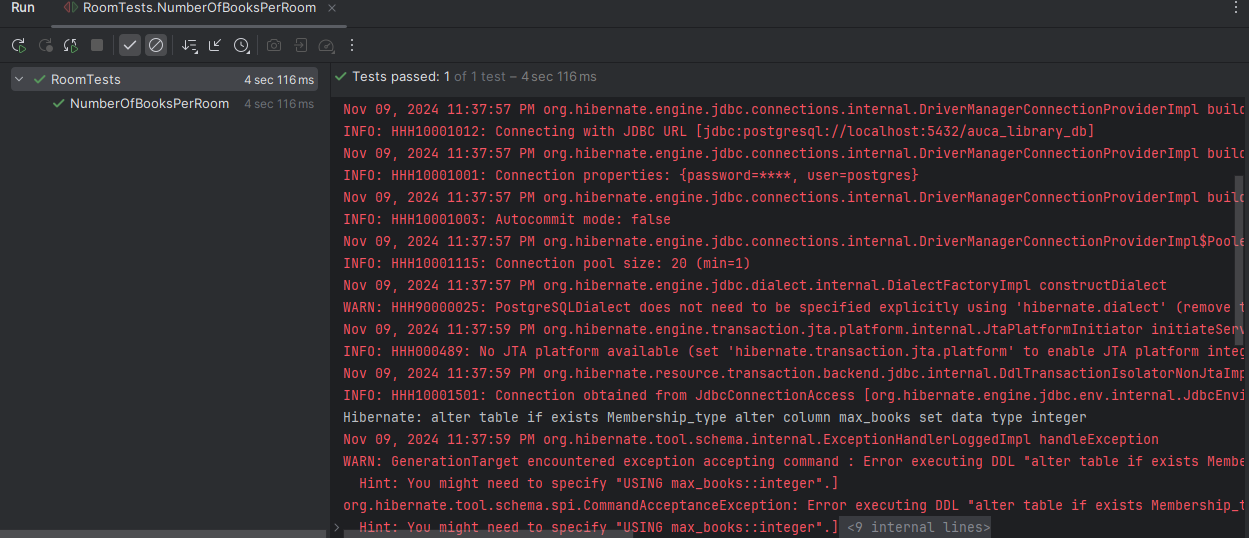 Run RoomTests.NumberOfBooksPerRoom
RoomTests 4 sec 116 ms
NumberOfBooksPerRoom 4 sec 116 ms
Tests passed: 1 of 1 test – 4 sec 116 ms
Nov 09, 2024 11:37:57 PM org.hibernate.engine.jdbc.connections.internal.DriverManagerConnectionProviderImpl build
INFO: HHH10001012: Connecting with JDBC URL [jdbc:postgresql://localhost:5432/auca_library_db]
Nov 09, 2024 11:37:57 PM org.hibernate.engine.jdbc.connections.internal.DriverManagerConnectionProviderImpl build
INFO: HHH10001001: Connection properties: {password=****, user=postgres}
Nov 09, 2024 11:37:57 PM org.hibernate.engine.jdbc.connections.internal.DriverManagerConnectionProviderImpl build
INFO: HHH10001003: Autocommit mode: false
Nov 09, 2024 11:37:57 PM org.hibernate.engine.jdbc.connections.internal.DriverManagerConnectionProviderImpl$Poole
INFO: HHH10001115: Connection pool size: 20 (min=1)
Nov 09, 2024 11:37:57 PM org.hibernate.engine.jdbc.dialect.internal.DialectFactoryImpl constructDialect
WARN: HHH90000025: PostgreSQLDialect does not need to be specified explicitly using 'hibernate.dialect' (remove t
Nov 09, 2024 11:37:59 PM org.hibernate.engine.transaction.jta.platform.internal.JtaPlatformInitiator initiateServ
INFO: HHH000489: No JTA platform available (set 'hibernate.transaction.jta.platform' to enable JTA platform integ
Nov 09, 2024 11:37:59 PM org.hibernate.resource.transaction.backend.jdbc.internal.DdlTransactionIsolatorNonJtaImp
INFO: HHH10001501: Connection obtained from JdbcConnectionAccess [org.hibernate.engine.jdbc.env.internal.JdbcEnvi
Hibernate: alter table if exists Membership_type alter column max_books set data type integer
Nov 09, 2024 11:37:59 PM org.hibernate.tool.schema.internal.ExceptionHandlerLoggedImpl handleException
WARN: GenerationTarget encountered exception accepting command : Error executing DDL "alter table if exists Membe
Hint: You might need to specify "USING max_books::integer".]
org.hibernate.tool.schema.spi.CommandAcceptanceException: Error executing DDL "alter table if exists Membership_t
Hint: You might need to specify "USING max_books::integer".] <9 internal lines>